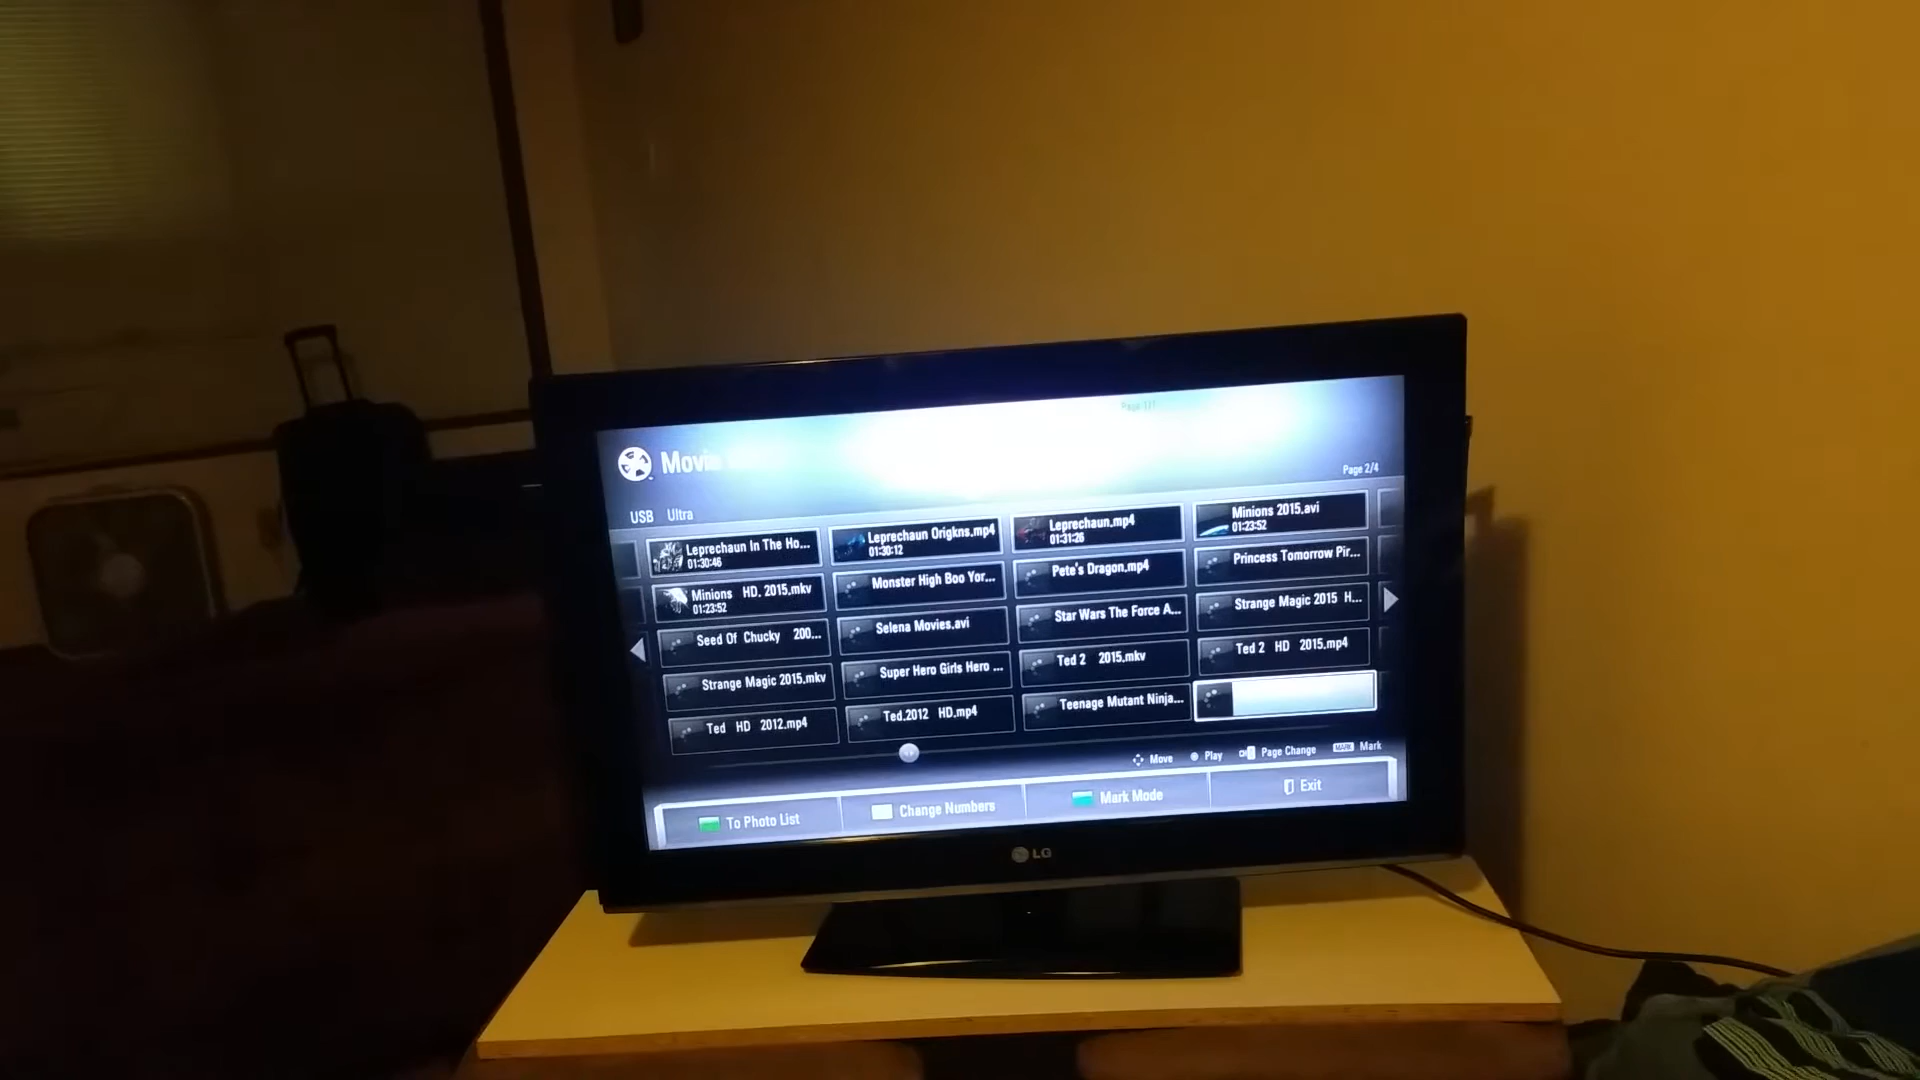 Page 1/1
Movie
Page 2/4
USB Ultra
Leprechaun In The Ho...
01:30:46
Leprechaun Origkns.mp4
01:30:12
Leprechaun.mp4
01:31:26
Minions 2015.avi
01:23:52
Minions HD. 2015.mkv
01:23:52
Monster High Boo Yor...
Pete's Dragon.mp4
Princess Tomorrow Pir...
Seed Of Chucky 200...
Selena Movies.avi
Star Wars The Force A...
Strange Magic 2015 H...
Strange Magic 2015.mkv
Super Hero Girls Hero ...
Ted 2 2015.mkv
Ted 2 HD 2015.mp4
Ted HD 2012.mp4
Ted.2012 HD.mp4
Teenage Mutant Ninja...
Move Play Page Change MARK Mark
To Photo List Change Numbers Mark Mode Exit
LG